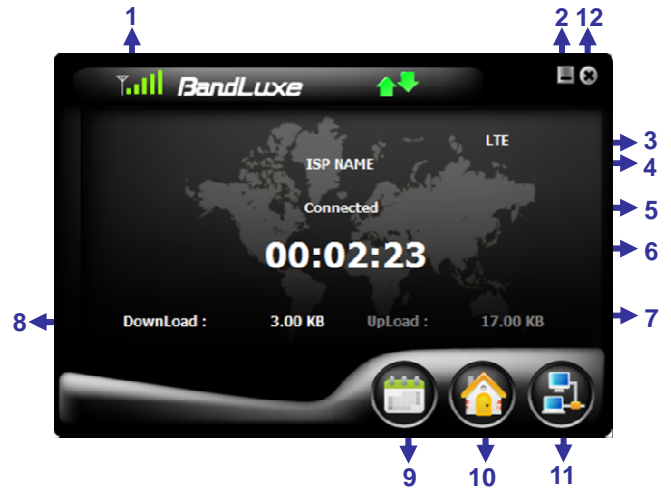 1 2 12
BandLuxe
LTE 3
ISP NAME 4
Connected 5
00:02:23 6
8 DownLoad : 3.00 KB UpLoad : 17.00 KB 7
9 10 11